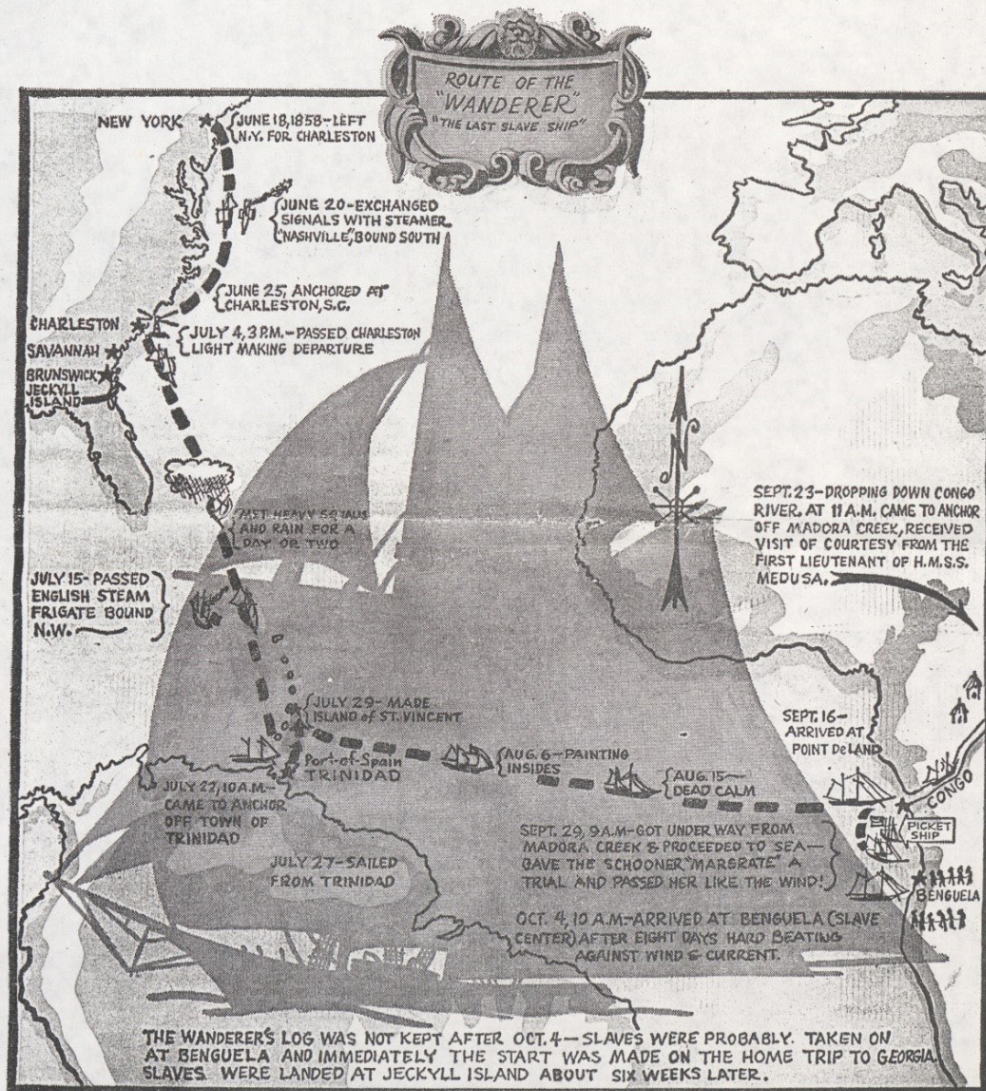 ROUTE OF THE
"WANDERER"
"THE LAST SLAVE SHIP"
NEW YORK
JUNE 18, 1858-LEFT
N.Y. FOR CHARLESTON
JUNE 20-EXCHANGED
SIGNALS WITH STEAMER
"NASHVILLE", BOUND SOUTH
JUNE 25, ANCHORED AT
CHARLESTON, S.C.
CHARLESTON
JULY 4, 3 P.M.-PASSED CHARLESTON
LIGHT MAKING DEPARTURE
SAVANNAH
BRUNSWICK
JECKYLL
ISLAND
MET HEAVY SQUALLS
AND RAIN FOR A
DAY OR TWO
JULY 15-PASSED
ENGLISH STEAM
FRIGATE BOUND
N.W.
N
SEPT. 23-DROPPING DOWN CONGO
RIVER, AT 11 A.M. CAME TO ANCHOR
OFF MADORA CREEK, RECEIVED
VISIT OF COURTESY FROM THE
FIRST LIEUTENANT OF H.M.S.S.
MEDUSA.
JULY 29-MADE
ISLAND of ST. VINCENT
Port-of-Spain
TRINIDAD
AUG. 6-PAINTING
INSIDES
AUG. 15-
DEAD CALM
SEPT. 16-
ARRIVED AT
POINT DE LAND
CONGO
PICKET
SHIP
BENGUELA
JULY 22, 10 A.M.-
CAME TO ANCHOR
OFF TOWN OF
TRINIDAD
JULY 27-SAILED
FROM TRINIDAD
SEPT. 29, 9 A.M-GOT UNDER WAY FROM
MADORA CREEK & PROCEEDED TO SEA-
GAVE THE SCHOONER "MARGRATE" A
TRIAL AND PASSED HER LIKE THE WIND!
OCT. 4, 10 A.M-ARRIVED AT BENGUELA (SLAVE
CENTER) AFTER EIGHT DAYS HARD BEATING
AGAINST WIND & CURRENT.
THE WANDERER'S LOG WAS NOT KEPT AFTER OCT. 4-SLAVES WERE PROBABLY. TAKEN ON
AT BENGUELA AND IMMEDIATELY THE START WAS MADE ON THE HOME TRIP TO GEORGIA.
SLAVES WERE LANDED AT JECKYLL ISLAND ABOUT SIX WEEKS LATER.